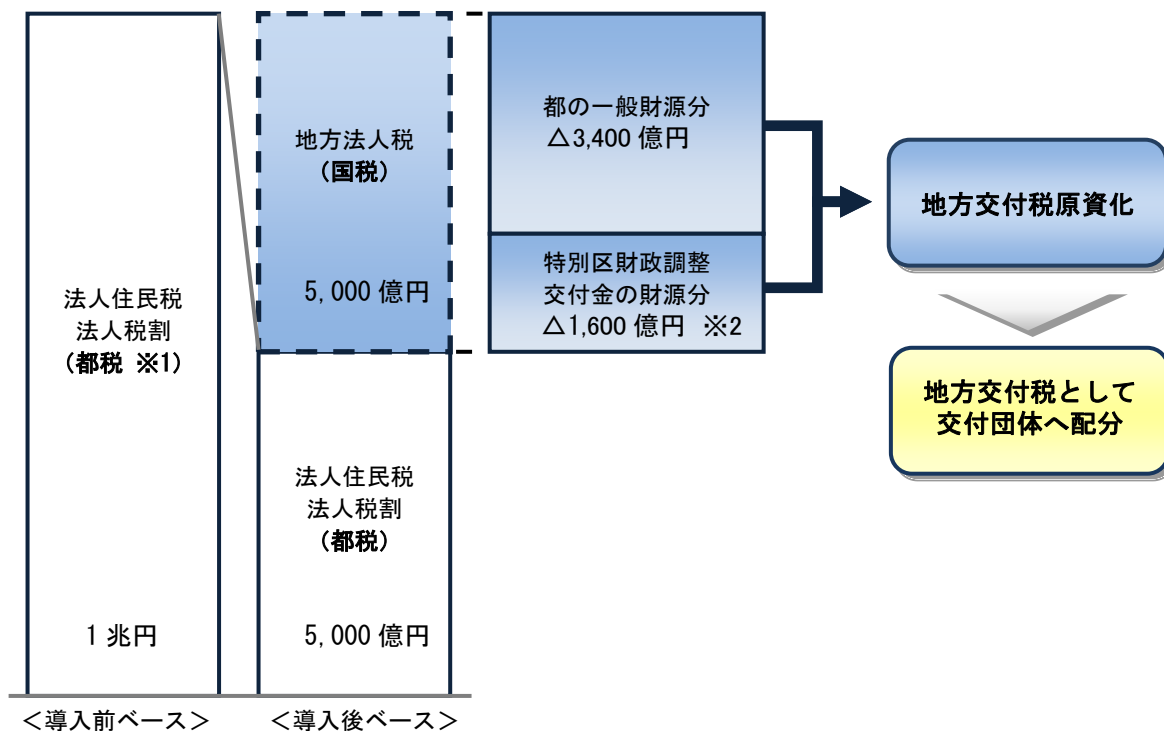 法人住民税
法人税割
（都税 ※1）
1 兆円
＜導入前ベース＞
地方法人税
（国税）
5,000 億円
法人住民税
法人税割
（都税）
5,000 億円
＜導入後ベース＞
都の一般財源分
△3,400 億円
特別区財政調整
交付金の財源分
△1,600 億円 ※2
地方交付税原資化
地方交付税として
交付団体へ配分